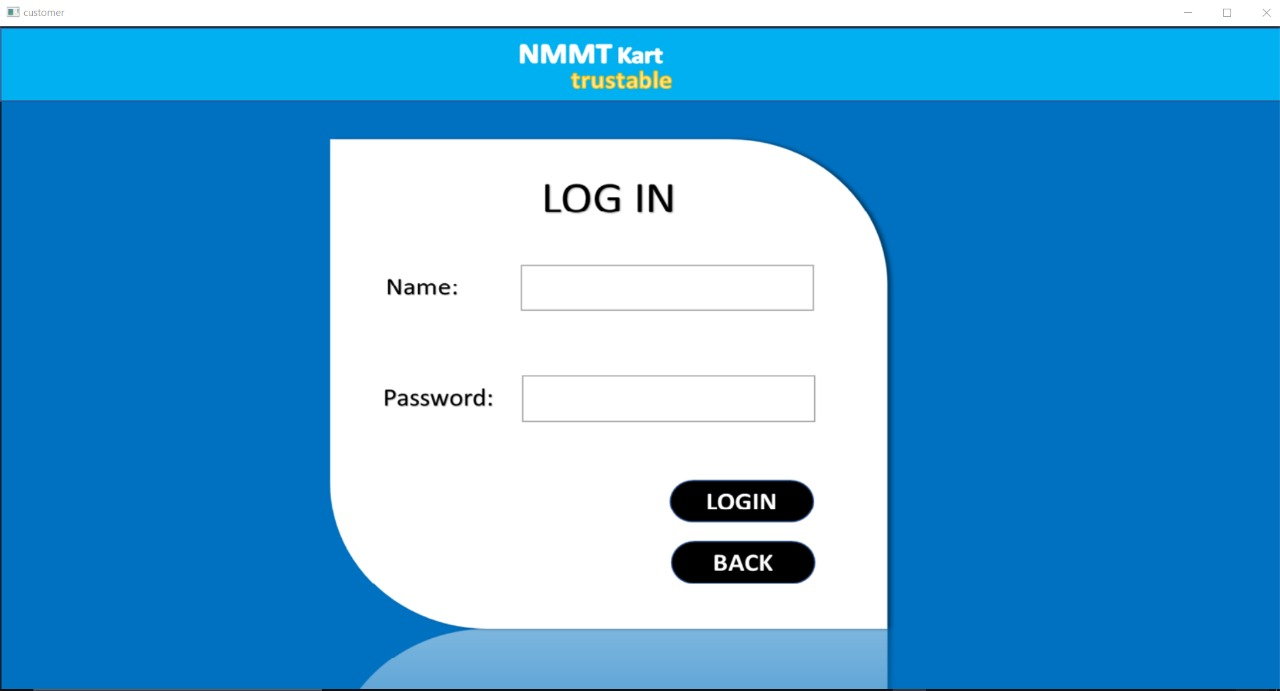 customer
NMMT Kart
trustable
LOG IN
Name:
Password:
LOGIN
BACK